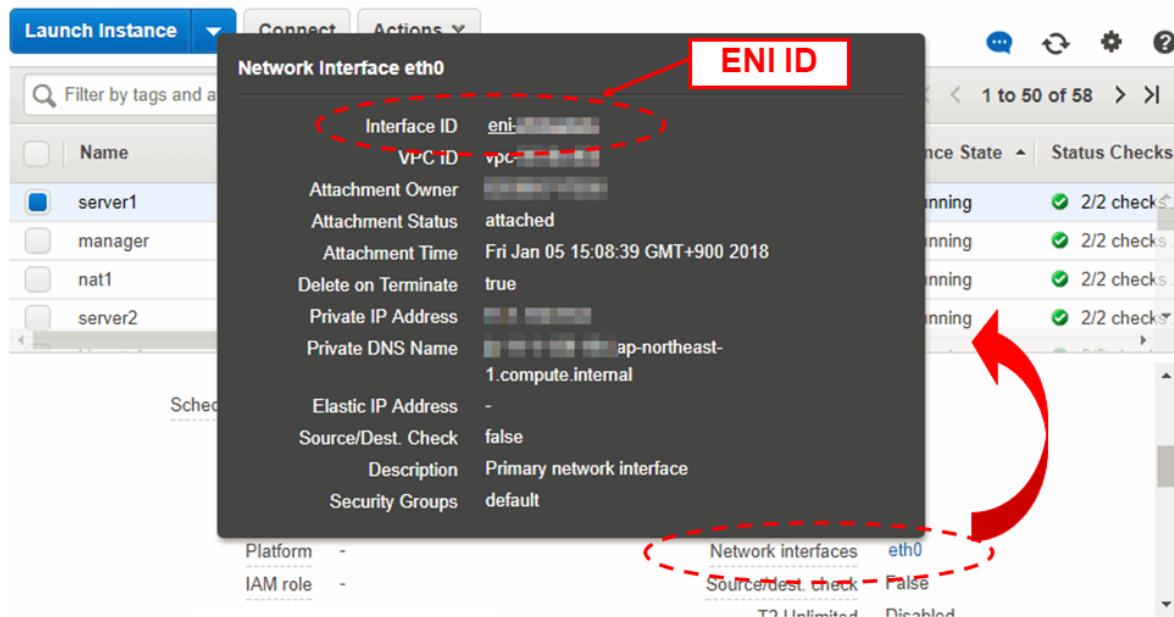 Launch Instance Connect Actions
Network Interface eth0
ENI ID
Filter by tags and a
1 to 50 of 58
Interface ID eni-
Name
VPC ID vpc-
nce State Status Checks
Attachment Owner
server1
unning 2/2 checks
Attachment Status attached
manager
unning 2/2 checks
Attachment Time Fri Jan 05 15:08:39 GMT+900 2018
nat1
unning 2/2 checks
Delete on Terminate true
server2
unning 2/2 checks
Private IP Address
Private DNS Name ap-northeast-
1.compute.internal
Sched
Elastic IP Address -
Source/Dest. Check false
Description Primary network interface
Security Groups default
Platform -
Network interfaces eth0
IAM role -
Source/dest. check False
T2 Unlimited Disabled